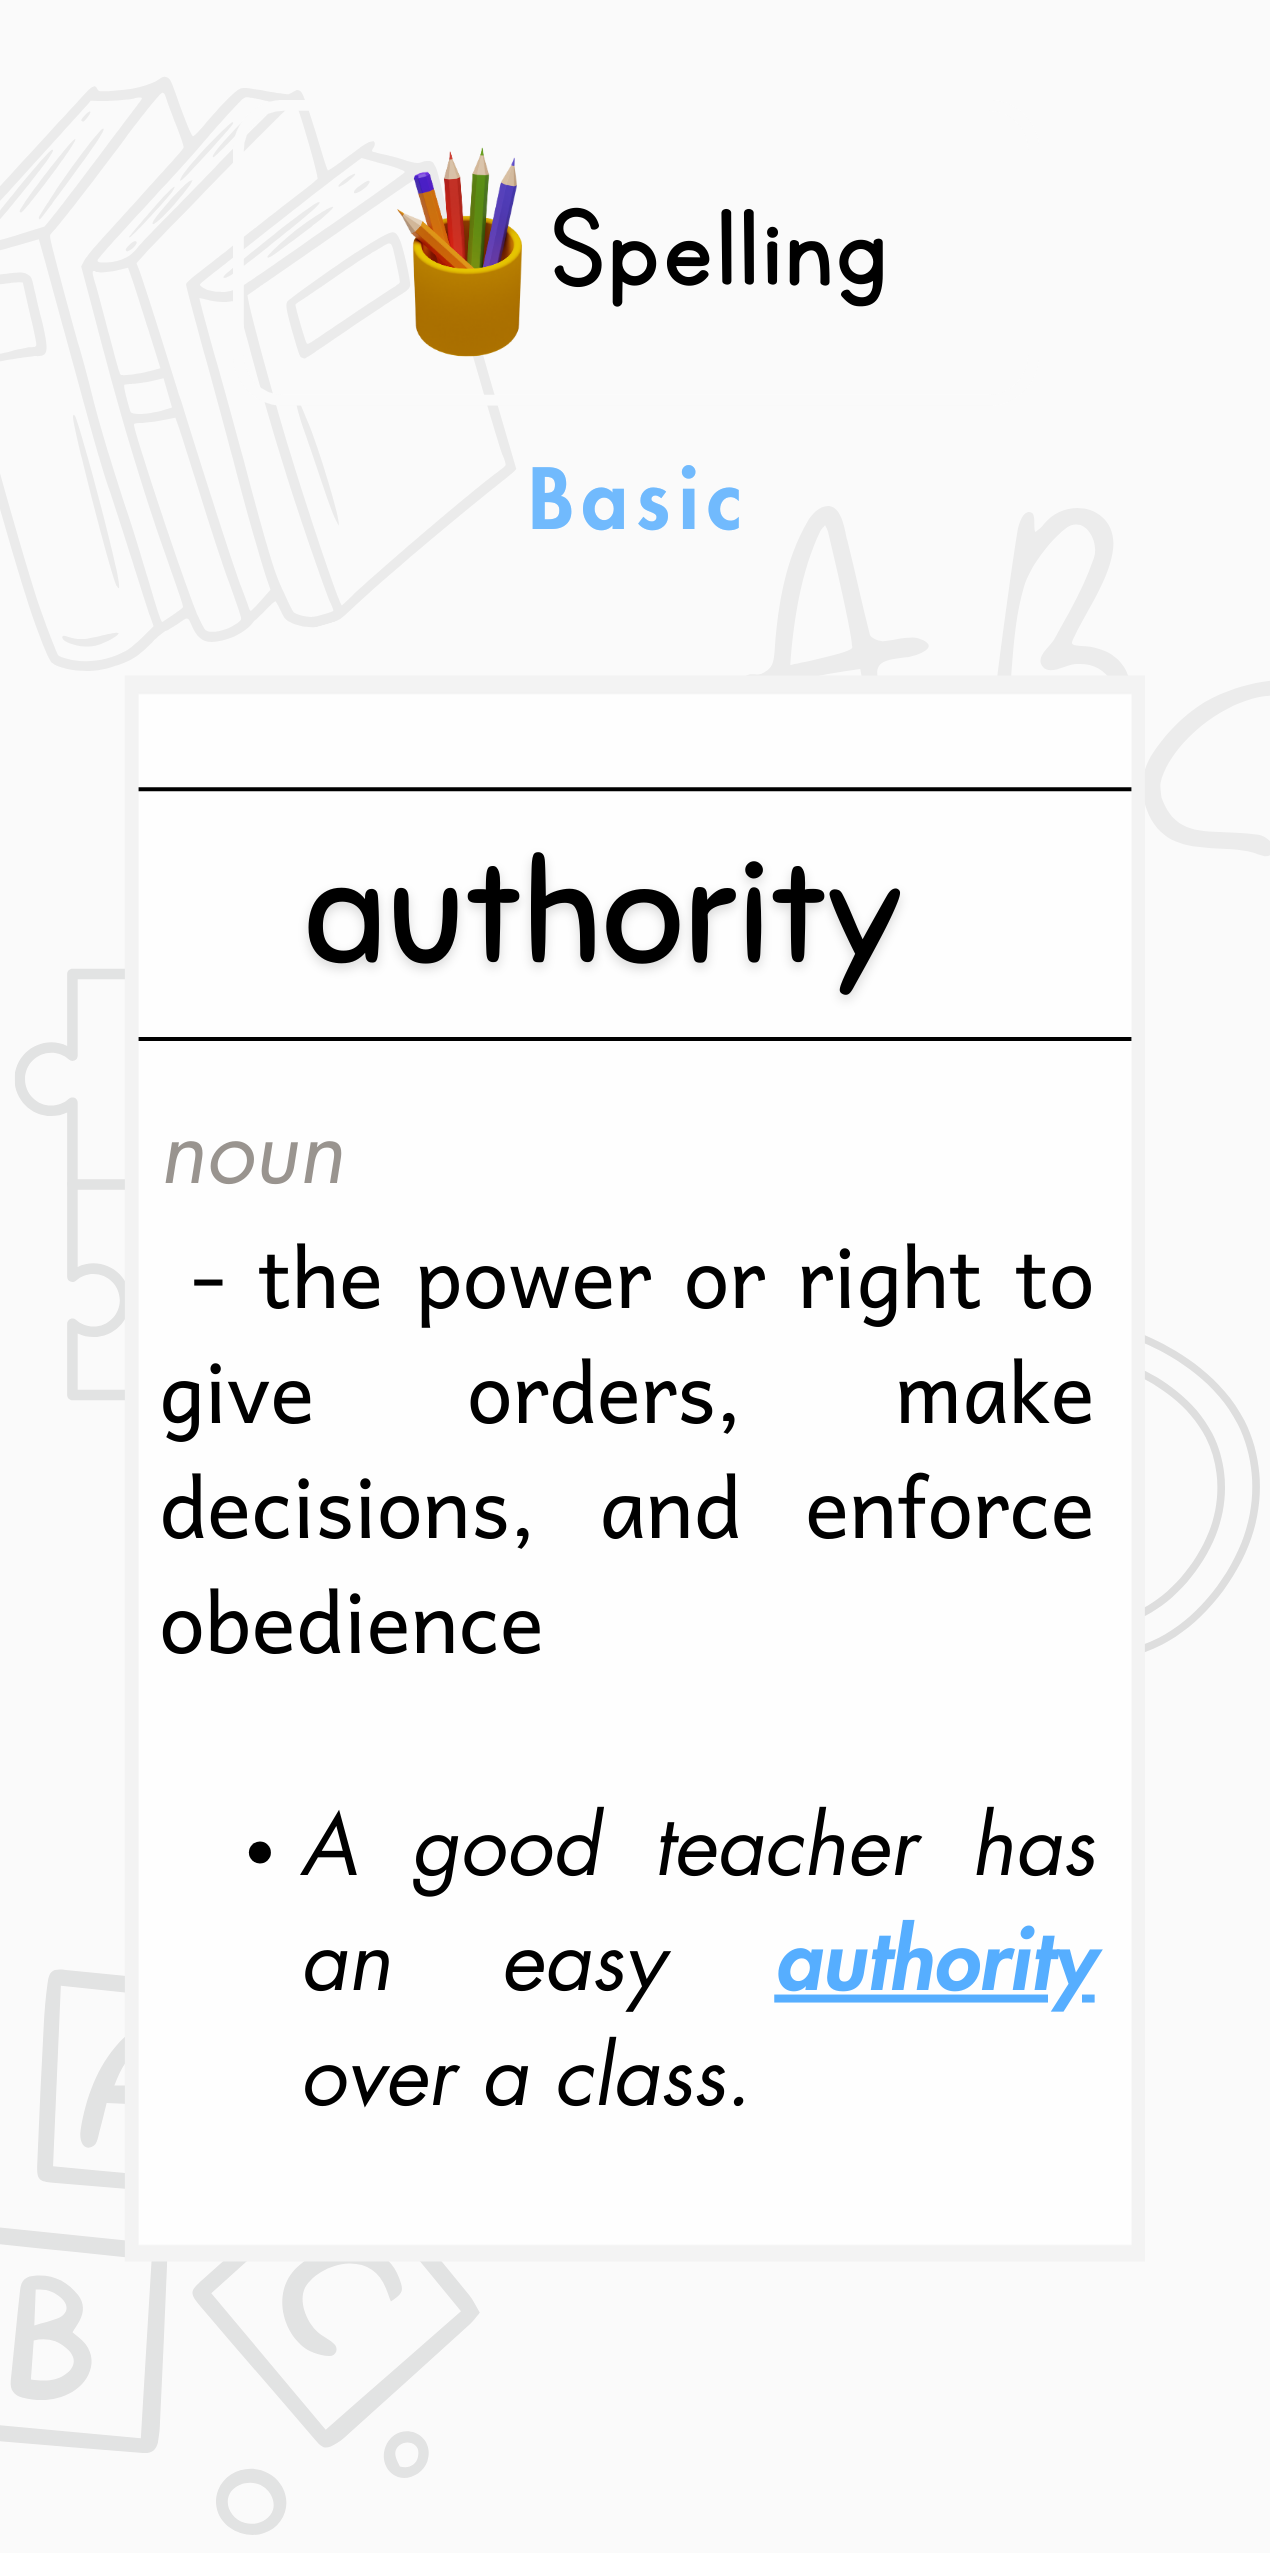 Spelling
Basic
A B
authority
noun
- the power or right to
give orders, make
decisions, and enforce
obedience
• A good teacher has
an easy authority
over a class.
A
B
C